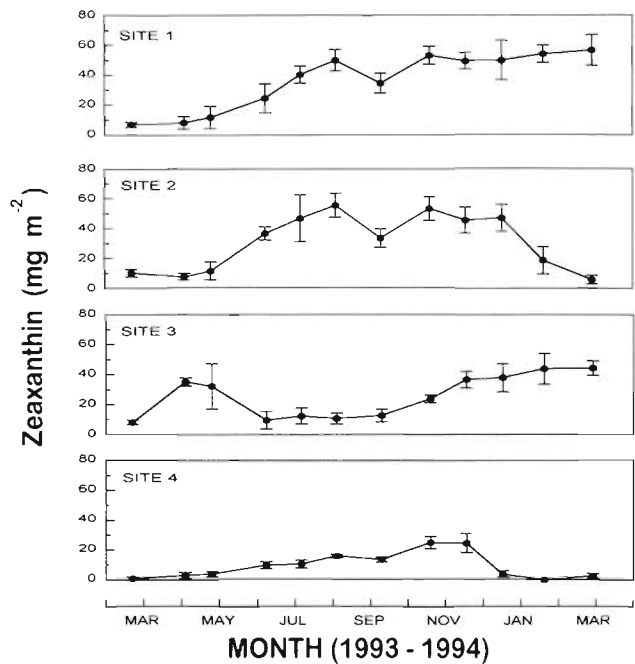 Zeaxanthin (mg m⁻²)
80
60
40
20
0
SITE 1
80
60
40
20
0
SITE 2
80
60
40
20
0
SITE 3
80
60
40
20
0
SITE 4
MAR MAY JUL SEP NOV JAN MAR
MONTH (1993 - 1994)